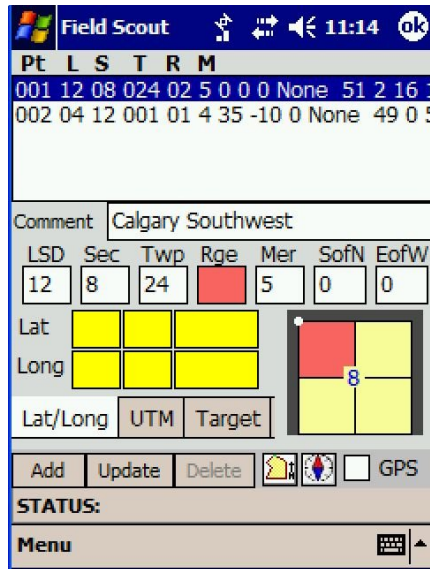 Field Scout 11:14 ok
Pt L S T R M
001 12 08 024 02 5 0 0 0 None 51 2 16
002 04 12 001 01 4 35 -10 0 None 49 0
Comment Calgary Southwest
LSD Sec Twp Rge Mer SofN EofW
12 8 24 5 0 0
Lat
Long
8
Lat/Long UTM Target
Add Update Delete GPS
STATUS:
Menu